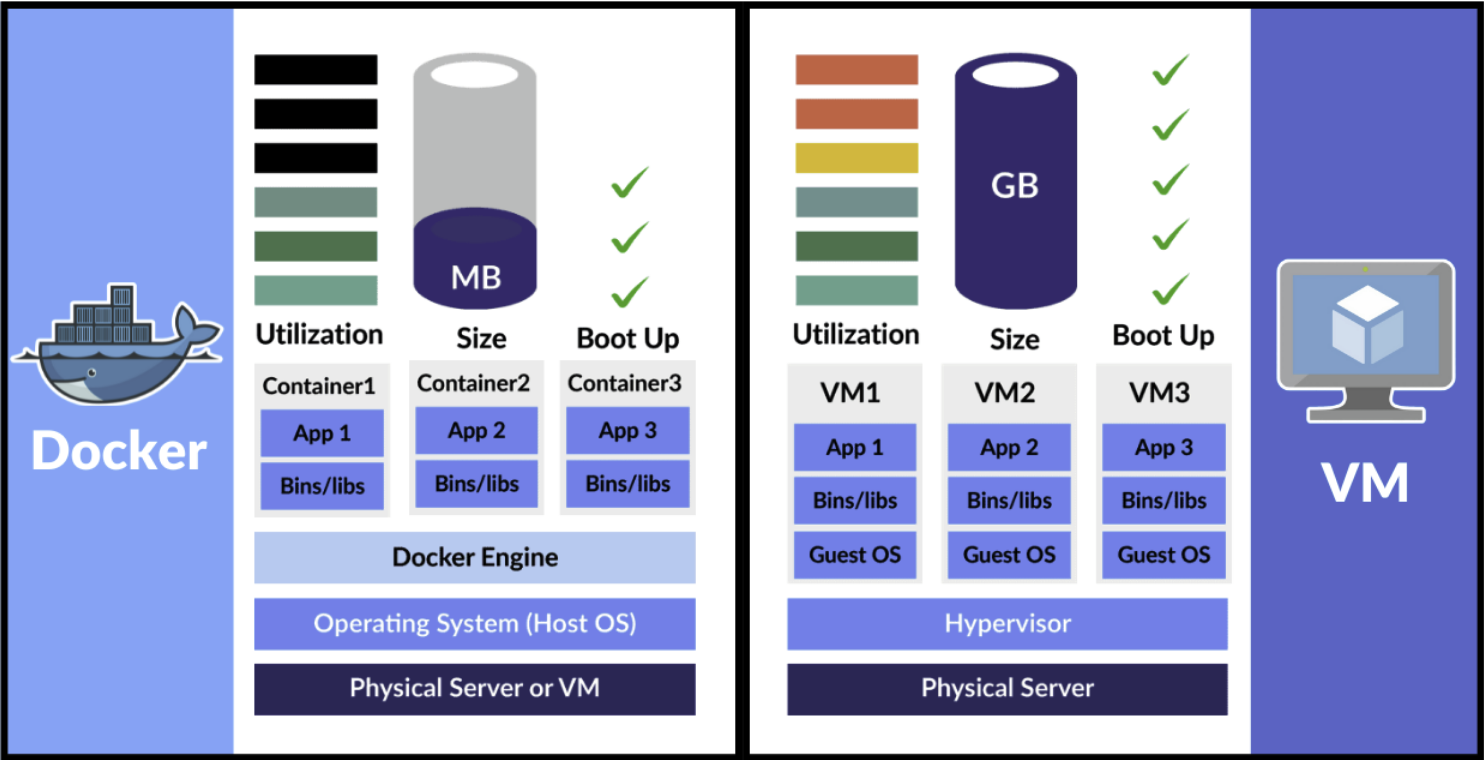 Docker
MB
Utilization
Size
Boot Up
Container1
Container2
Container3
App 1
App 2
App 3
Bins/libs
Bins/libs
Bins/libs
Docker Engine
Operating System (Host OS)
Physical Server or VM
GB
Utilization
Size
Boot Up
VM1
VM2
VM3
App 1
App 2
App 3
Bins/libs
Bins/libs
Bins/libs
Guest OS
Guest OS
Guest OS
Hypervisor
Physical Server
VM